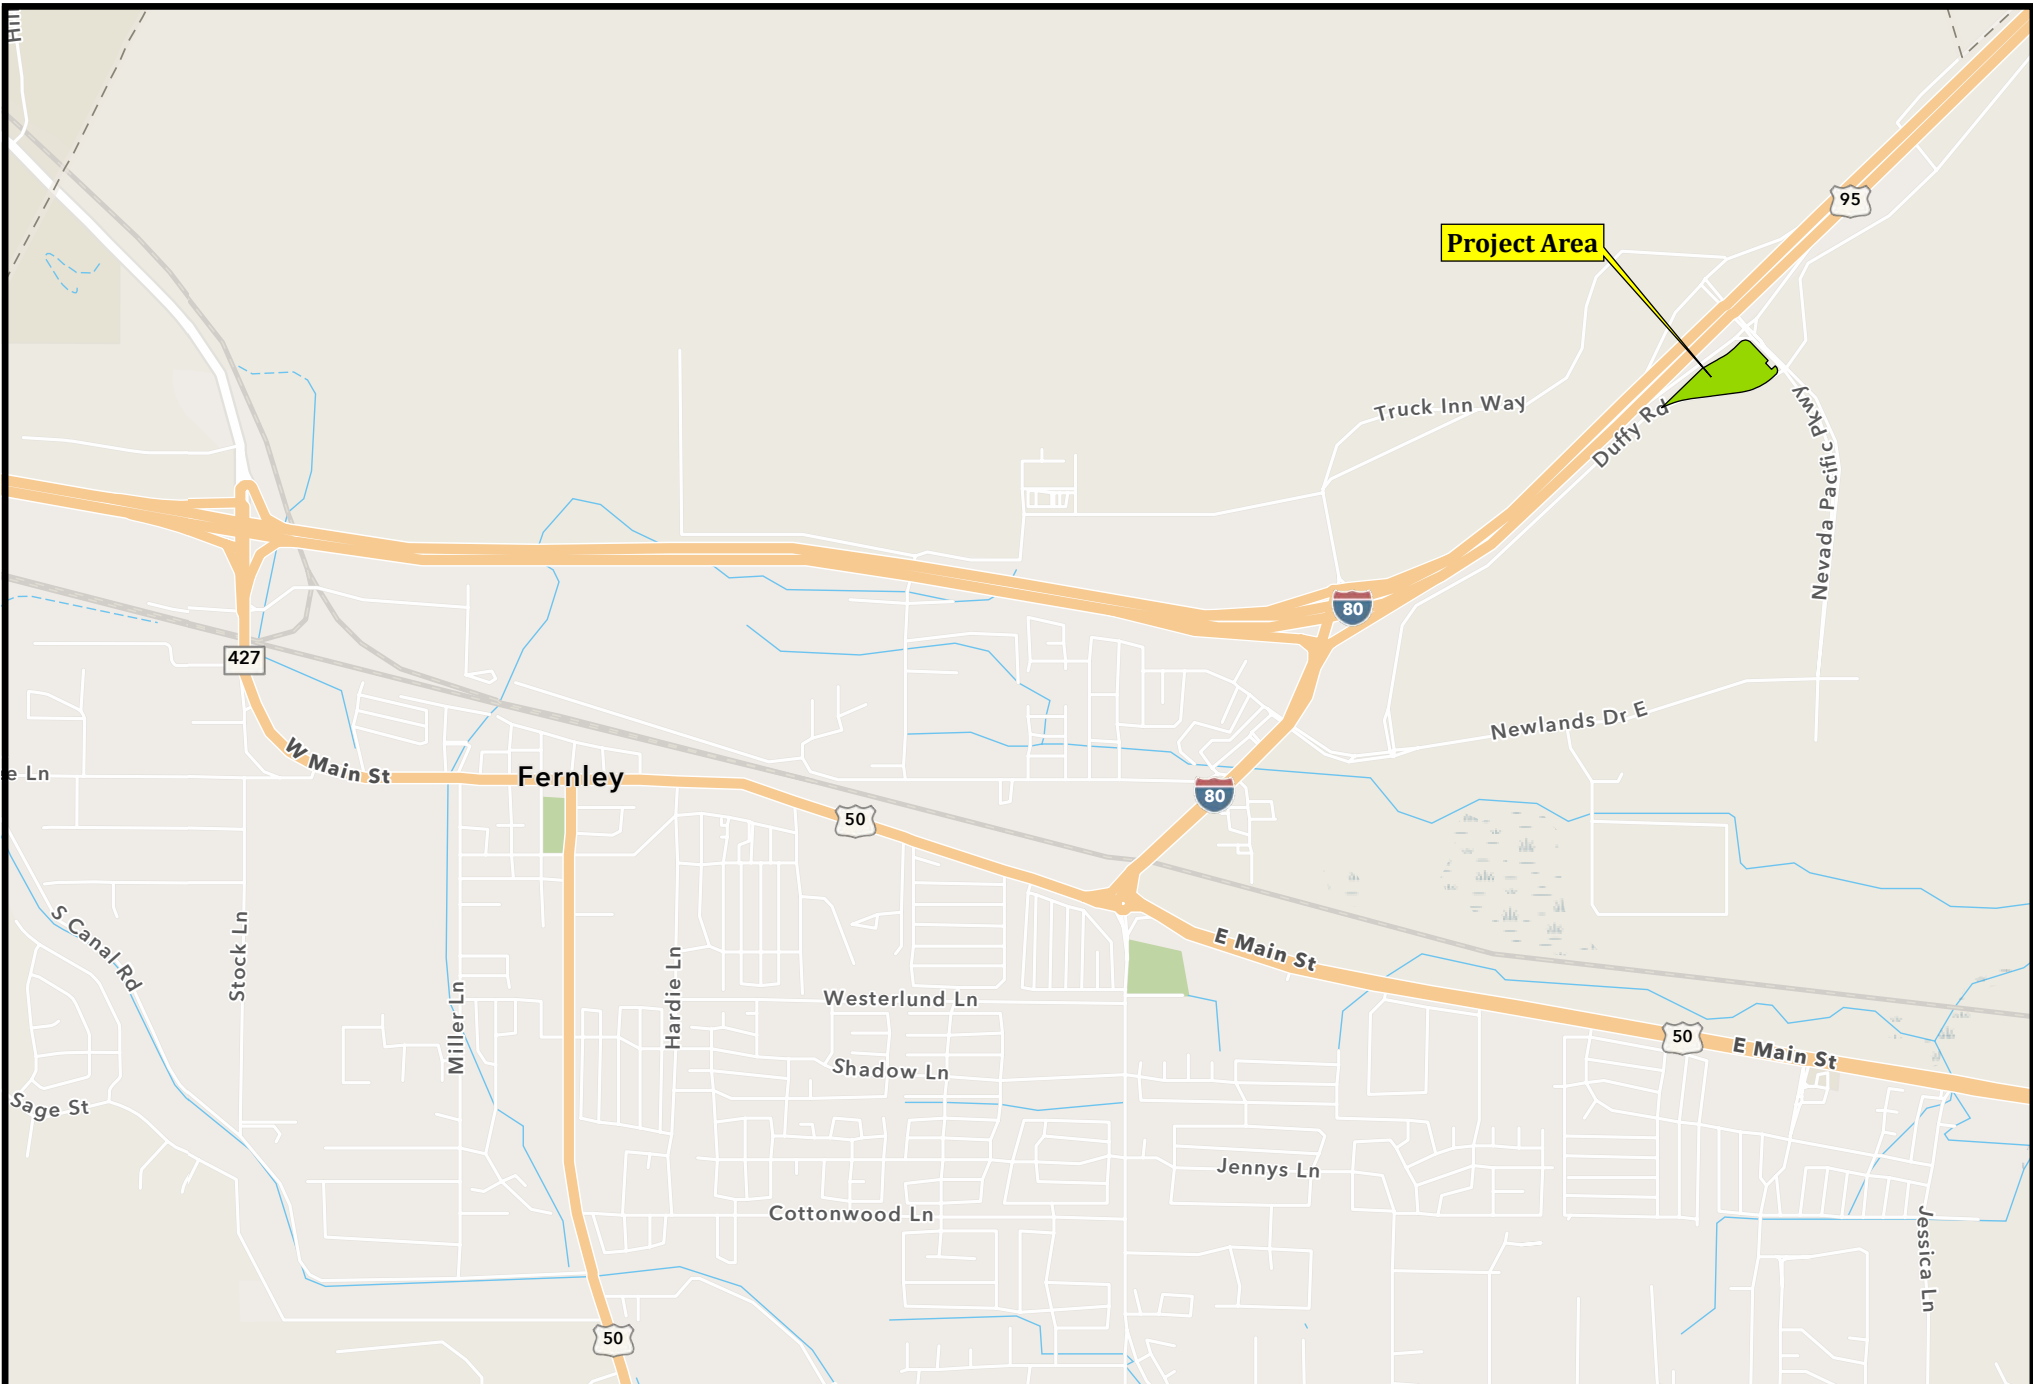 95
Project Area
Truck Inn Way
Duffy Rd
Nevada Pacific Pkwy
80
427
Newlands Dr E
W Main St
Fernley
e Ln
80
50
S Canal Rd
Stock Ln
E Main St
Hardie Ln
Miller Ln
Westerlund Ln
50
E Main St
Shadow Ln
Sage St
Jennys Ln
Cottonwood Ln
Jessica Ln
50